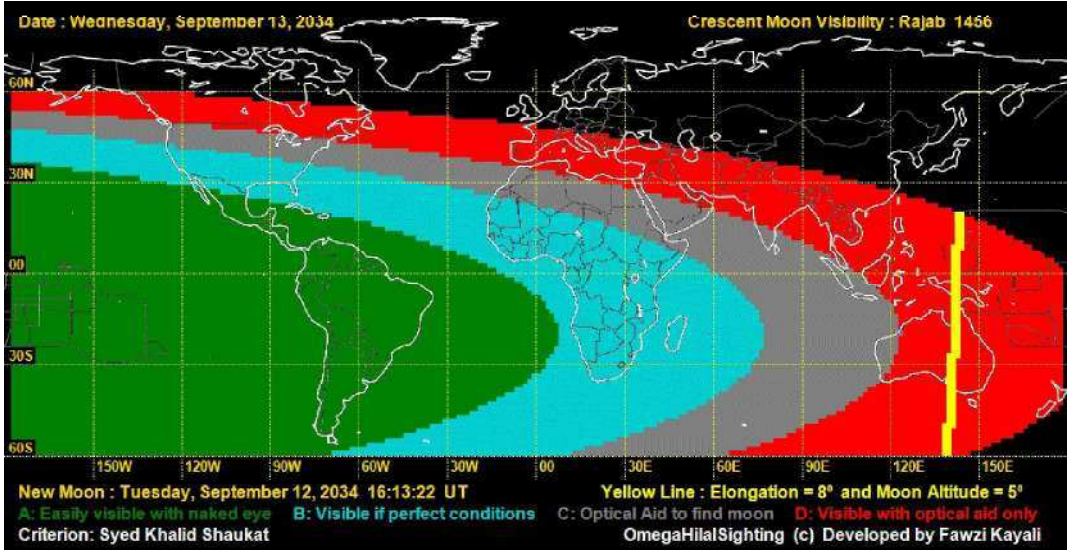 Date : Wednesday, September 13, 2034 Crescent Moon Visibility : Rajab 1456
60N
30N
00
30S
60S
150W 120W 90W 60W 30W 00 30E 60E 90E 120E 150E
New Moon : Tuesday, September 12, 2034 16:13:22 UT Yellow Line : Elongation = 8º and Moon Altitude = 5º
A: Easily visible with naked eye B: Visible if perfect conditions C: Optical Aid to find moon D: Visible with optical aid only
Criterion: Syed Khalid Shaukat OmegaHilalSighting (c) Developed by Fawzi Kayali